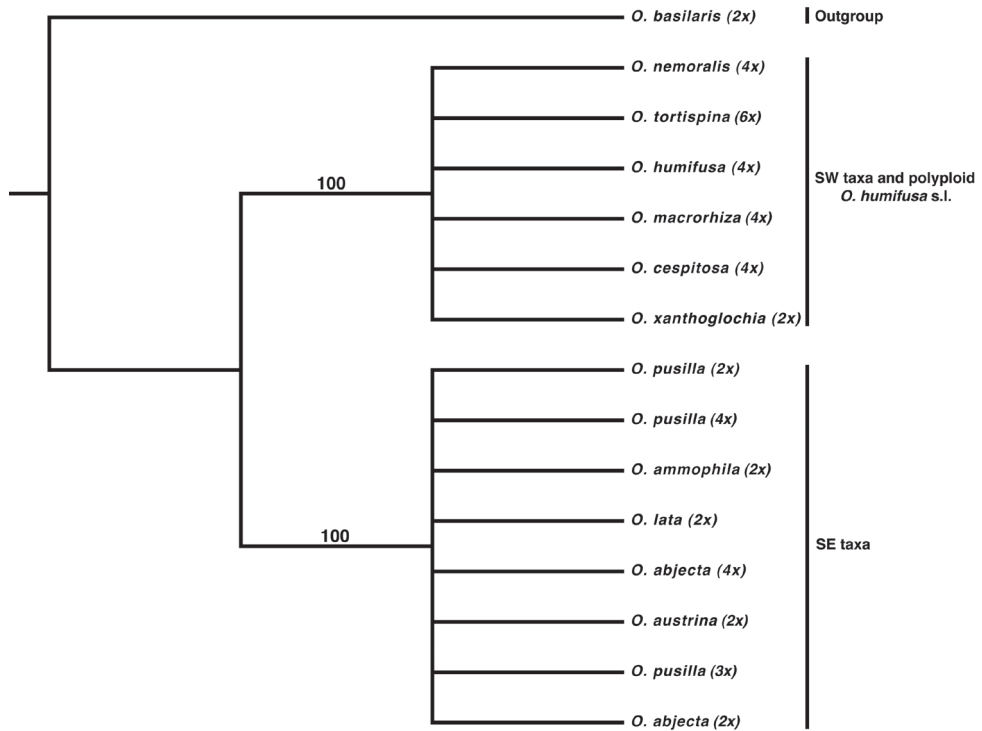 O. basilaris (2x)
Outgroup
O. nemoralis (4x)
O. tortispina (6x)
O. humifusa (4x)
O. macrorhiza (4x)
O. cespitosa (4x)
O. xanthoglochia (2x)
SW taxa and polyploid
O. humifusa s.l.
100
O. pusilla (2x)
O. pusilla (4x)
O. ammophila (2x)
O. lata (2x)
O. abjecta (4x)
O. austrina (2x)
O. pusilla (3x)
O. abjecta (2x)
SE taxa
100